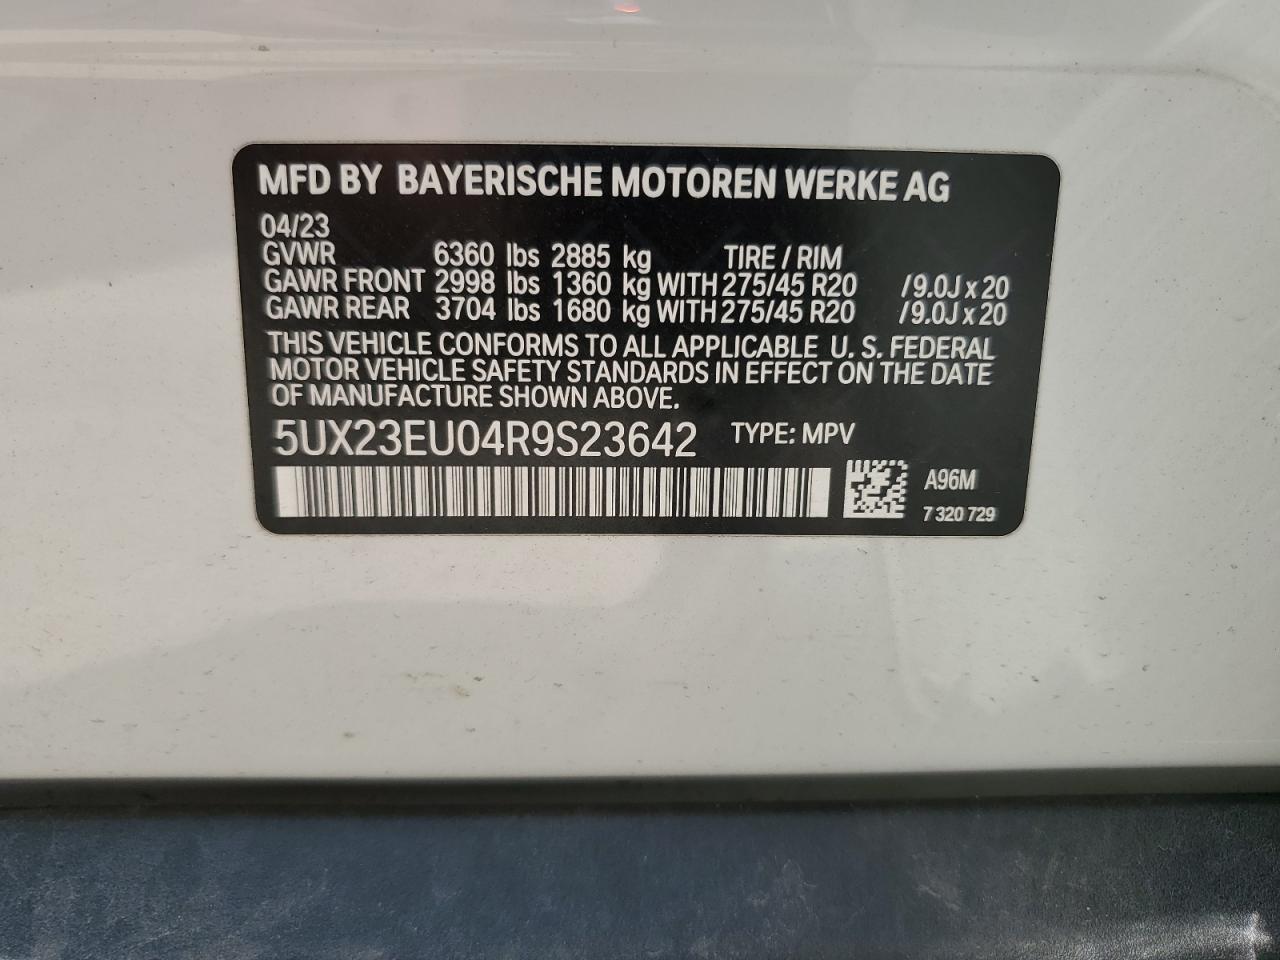 MFD BY BAYERISCHE MOTOREN WERKE AG
04/23
GVWR 6360 lbs 2885 kg TIRE / RIM
GAWR FRONT 2998 lbs 1360 kg WITH 275/45 R20 / 9.0J x 20
GAWR REAR 3704 lbs 1680 kg WITH 275/45 R20 / 9.0J x 20
THIS VEHICLE CONFORMS TO ALL APPLICABLE U. S. FEDERAL
MOTOR VEHICLE SAFETY STANDARDS IN EFFECT ON THE DATE
OF MANUFACTURE SHOWN ABOVE.
5UX23EU04R9S23642 TYPE: MPV
A96M
7 320 729